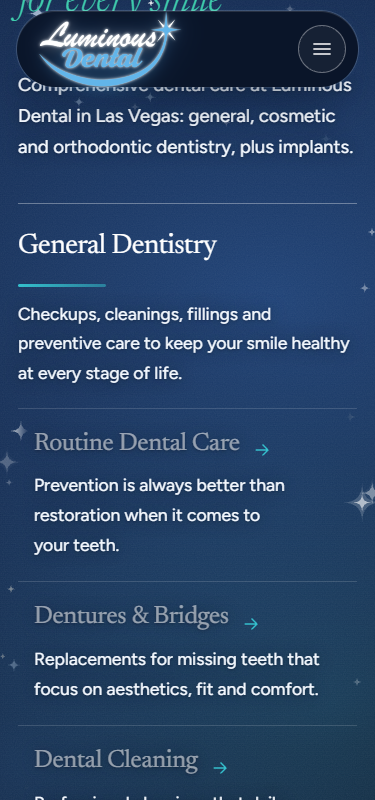 for every smile
Luminous
Dental
Comprehensive dental care at Luminous
Dental in Las Vegas: general, cosmetic
and orthodontic dentistry, plus implants.
General Dentistry
Checkups, cleanings, fillings and
preventive care to keep your smile healthy
at every stage of life.
Routine Dental Care →
Prevention is always better than
restoration when it comes to
your teeth.
Dentures & Bridges →
Replacements for missing teeth that
focus on aesthetics, fit and comfort.
Dental Cleaning →